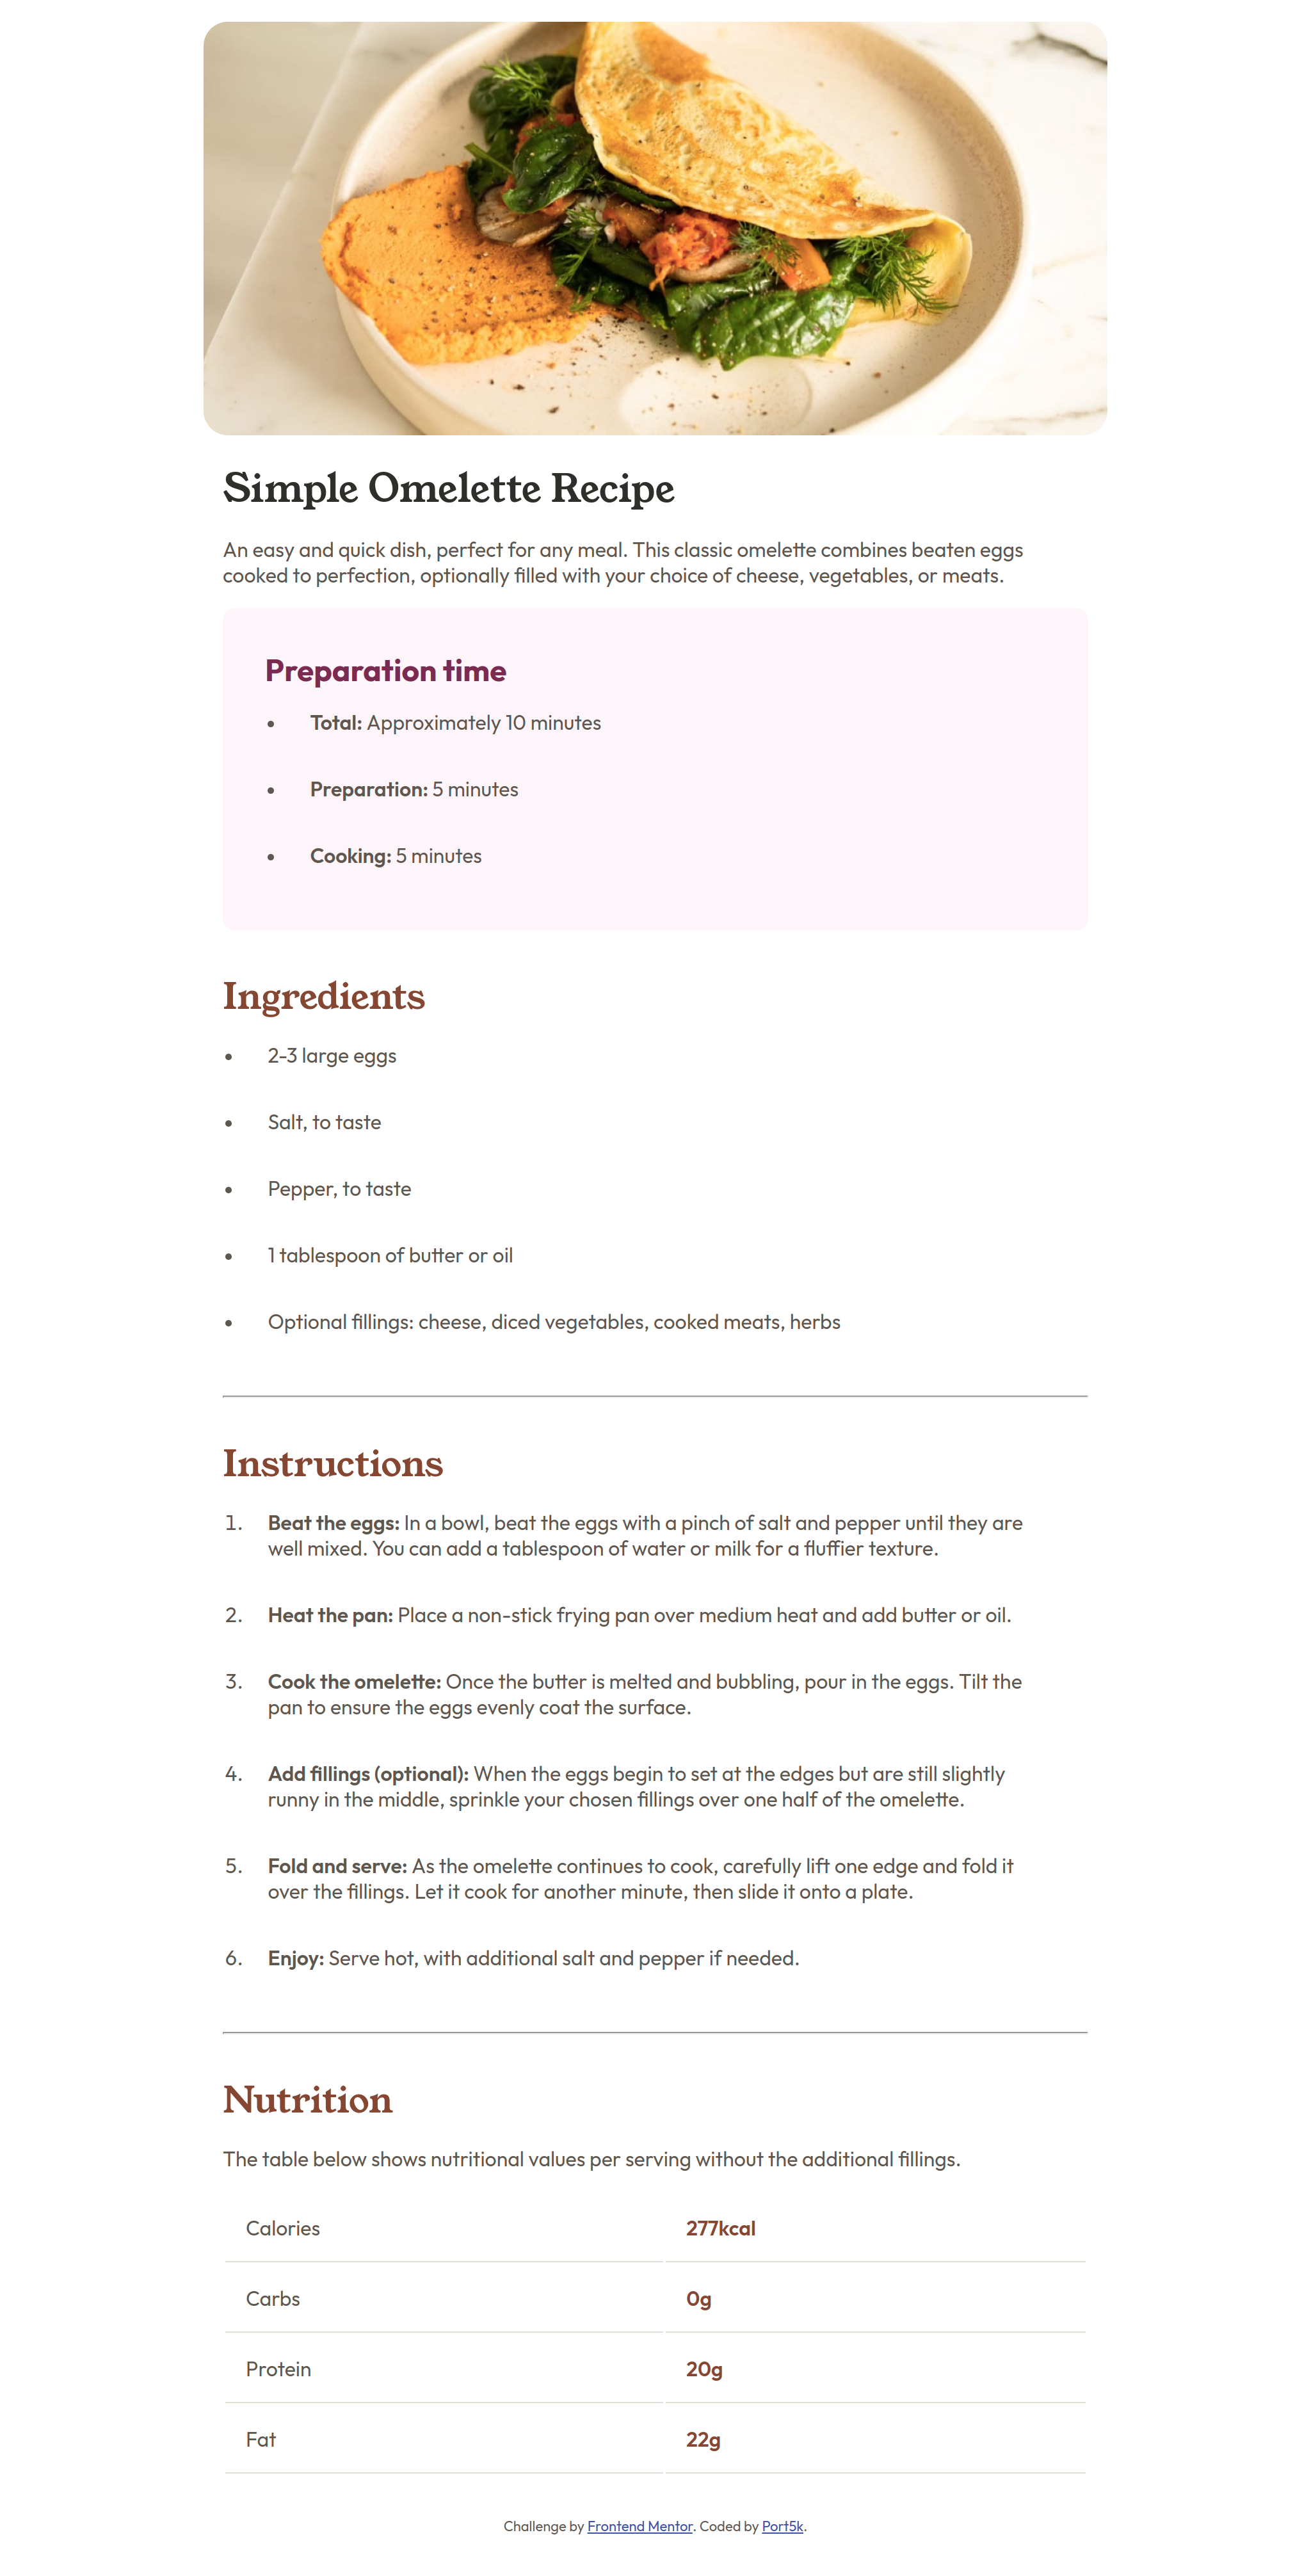 Simple Omelette Recipe
An easy and quick dish, perfect for any meal. This classic omelette combines beaten eggs
cooked to perfection, optionally filled with your choice of cheese, vegetables, or meats.
Preparation time
• Total: Approximately 10 minutes
• Preparation: 5 minutes
• Cooking: 5 minutes
Ingredients
• 2-3 large eggs
• Salt, to taste
• Pepper, to taste
• 1 tablespoon of butter or oil
• Optional fillings: cheese, diced vegetables, cooked meats, herbs
Instructions
1. Beat the eggs: In a bowl, beat the eggs with a pinch of salt and pepper until they are
well mixed. You can add a tablespoon of water or milk for a fluffier texture.
2. Heat the pan: Place a non-stick frying pan over medium heat and add butter or oil.
3. Cook the omelette: Once the butter is melted and bubbling, pour in the eggs. Tilt the
pan to ensure the eggs evenly coat the surface.
4. Add fillings (optional): When the eggs begin to set at the edges but are still slightly
runny in the middle, sprinkle your chosen fillings over one half of the omelette.
5. Fold and serve: As the omelette continues to cook, carefully lift one edge and fold it
over the fillings. Let it cook for another minute, then slide it onto a plate.
6. Enjoy: Serve hot, with additional salt and pepper if needed.
Nutrition
The table below shows nutritional values per serving without the additional fillings.
Calories 277kcal
Carbs 0g
Protein 20g
Fat 22g
Challenge by Frontend Mentor. Coded by Port5k.